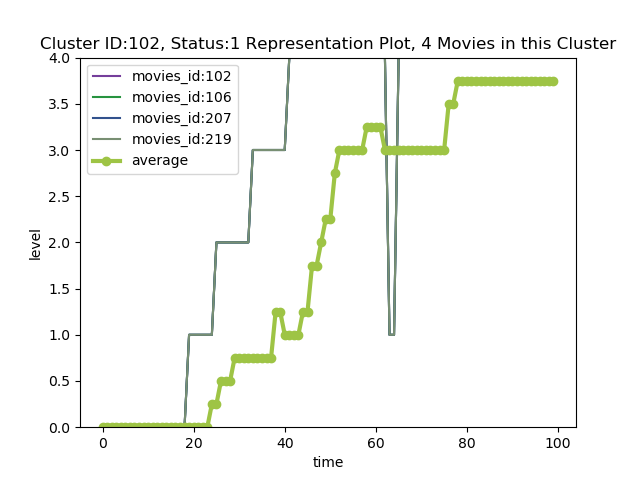 Cluster ID:102, Status:1 Representation Plot, 4 Movies in this Cluster
4.0
3.5
3.0
2.5
2.0
1.5
1.0
0.5
0.0
level
movies_id:102
movies_id:106
movies_id:207
movies_id:219
average
0 20 40 60 80 100
time